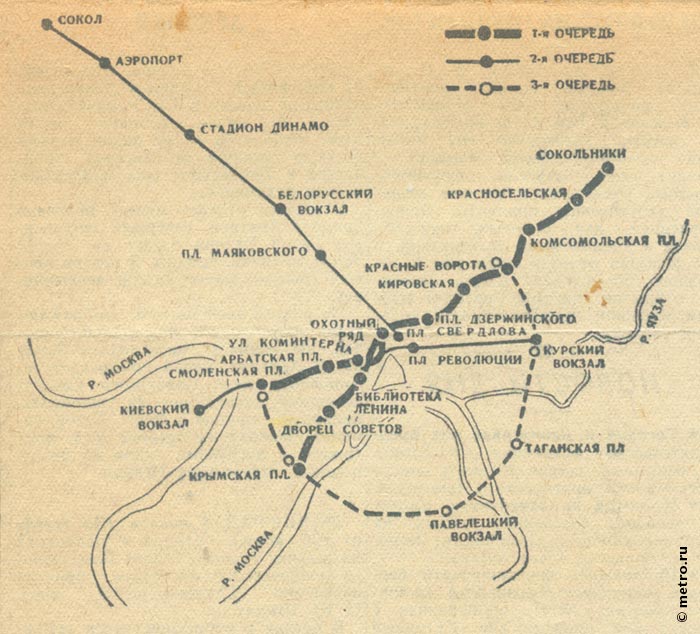 СОКОЛ
АЭРОПОРТ
СТАДИОН ДИНАМО
БЕЛОРУССКИЙ
ВОКЗАЛ
ПЛ. МАЯКОВСКОГО
1-я ОЧЕРЕДЬ
2-я ОЧЕРЕДЬ
3-я ОЧЕРЕДЬ
СОКОЛЬНИКИ
КРАСНОСЕЛЬСКАЯ
КОМСОМОЛЬСКАЯ ПЛ.
КРАСНЫЕ ВОРОТА
КИРОВСКАЯ
ПЛ. ДЗЕРЖИНСКОГО
ОХОТНЫЙ
РЯД
ПЛ.
СВЕРДЛОВА
ПЛ РЕВОЛЮЦИИ
КУРСКИЙ
ВОКЗАЛ
Р. ЯУЗА
УЛ КОМИНТЕРНА
АРБАТСКАЯ ПЛ.
СМОЛЕНСКАЯ ПЛ.
Р. МОСКВА
КИЕВСКИЙ
ВОКЗАЛ
БИБЛИОТЕКА
ЛЕНИНА
ДВОРЕЦ СОВЕТОВ
КРЫМСКАЯ ПЛ.
ТАГАНСКАЯ ПЛ
ПАВЕЛЕЦКИЙ
ВОКЗАЛ
Р. МОСКВА
© metro.ru